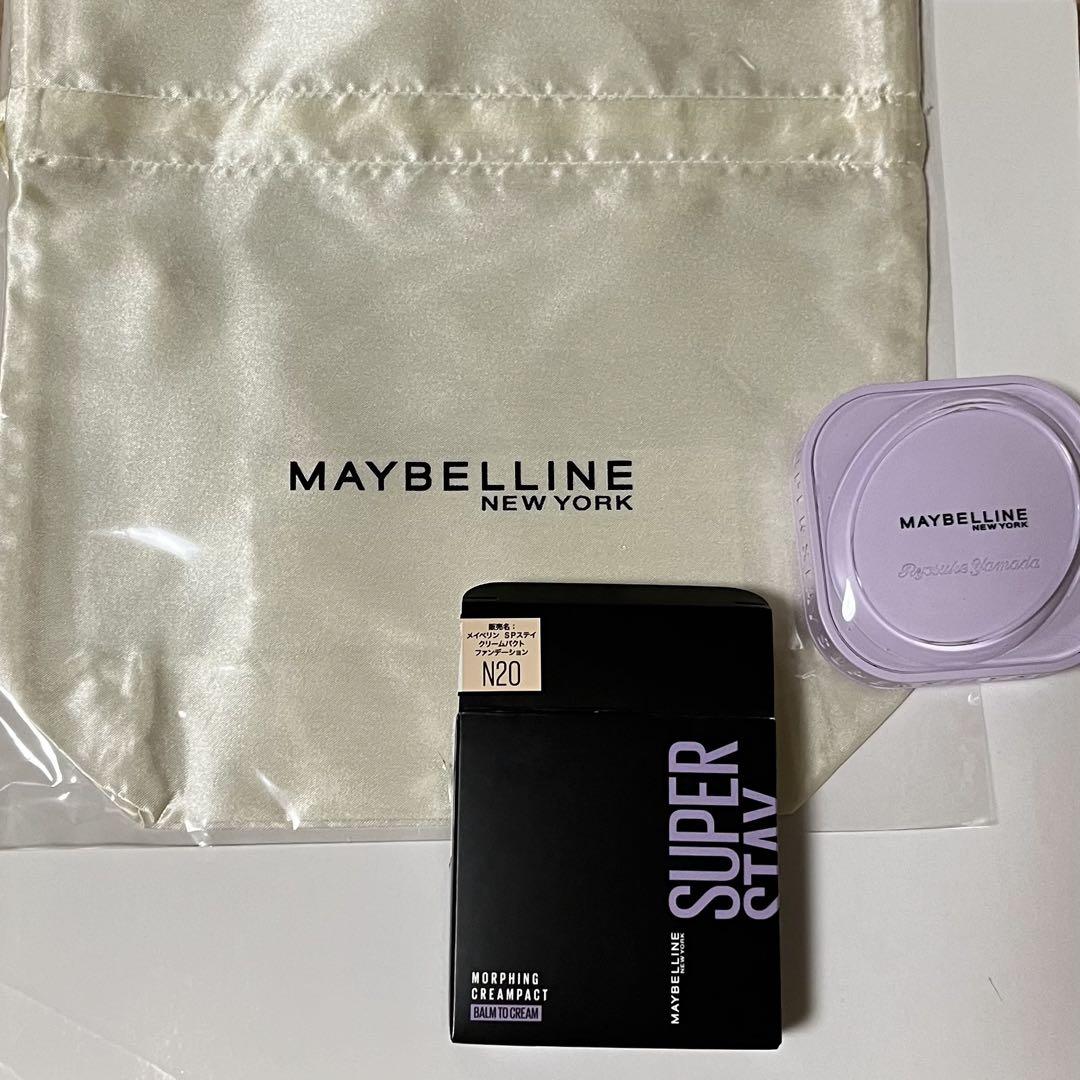 MAYBELLINE
NEW YORK
MAYBELLINE
NEW YORK
Ryosuke Yamada
販売名：
メイベリン SPステイ
クリームパクト
ファンデーション
N20
SUPER
STAY
MAYBELLINE
NEW YORK
MORPHING
CREAMPACT
BALM TO CREAM